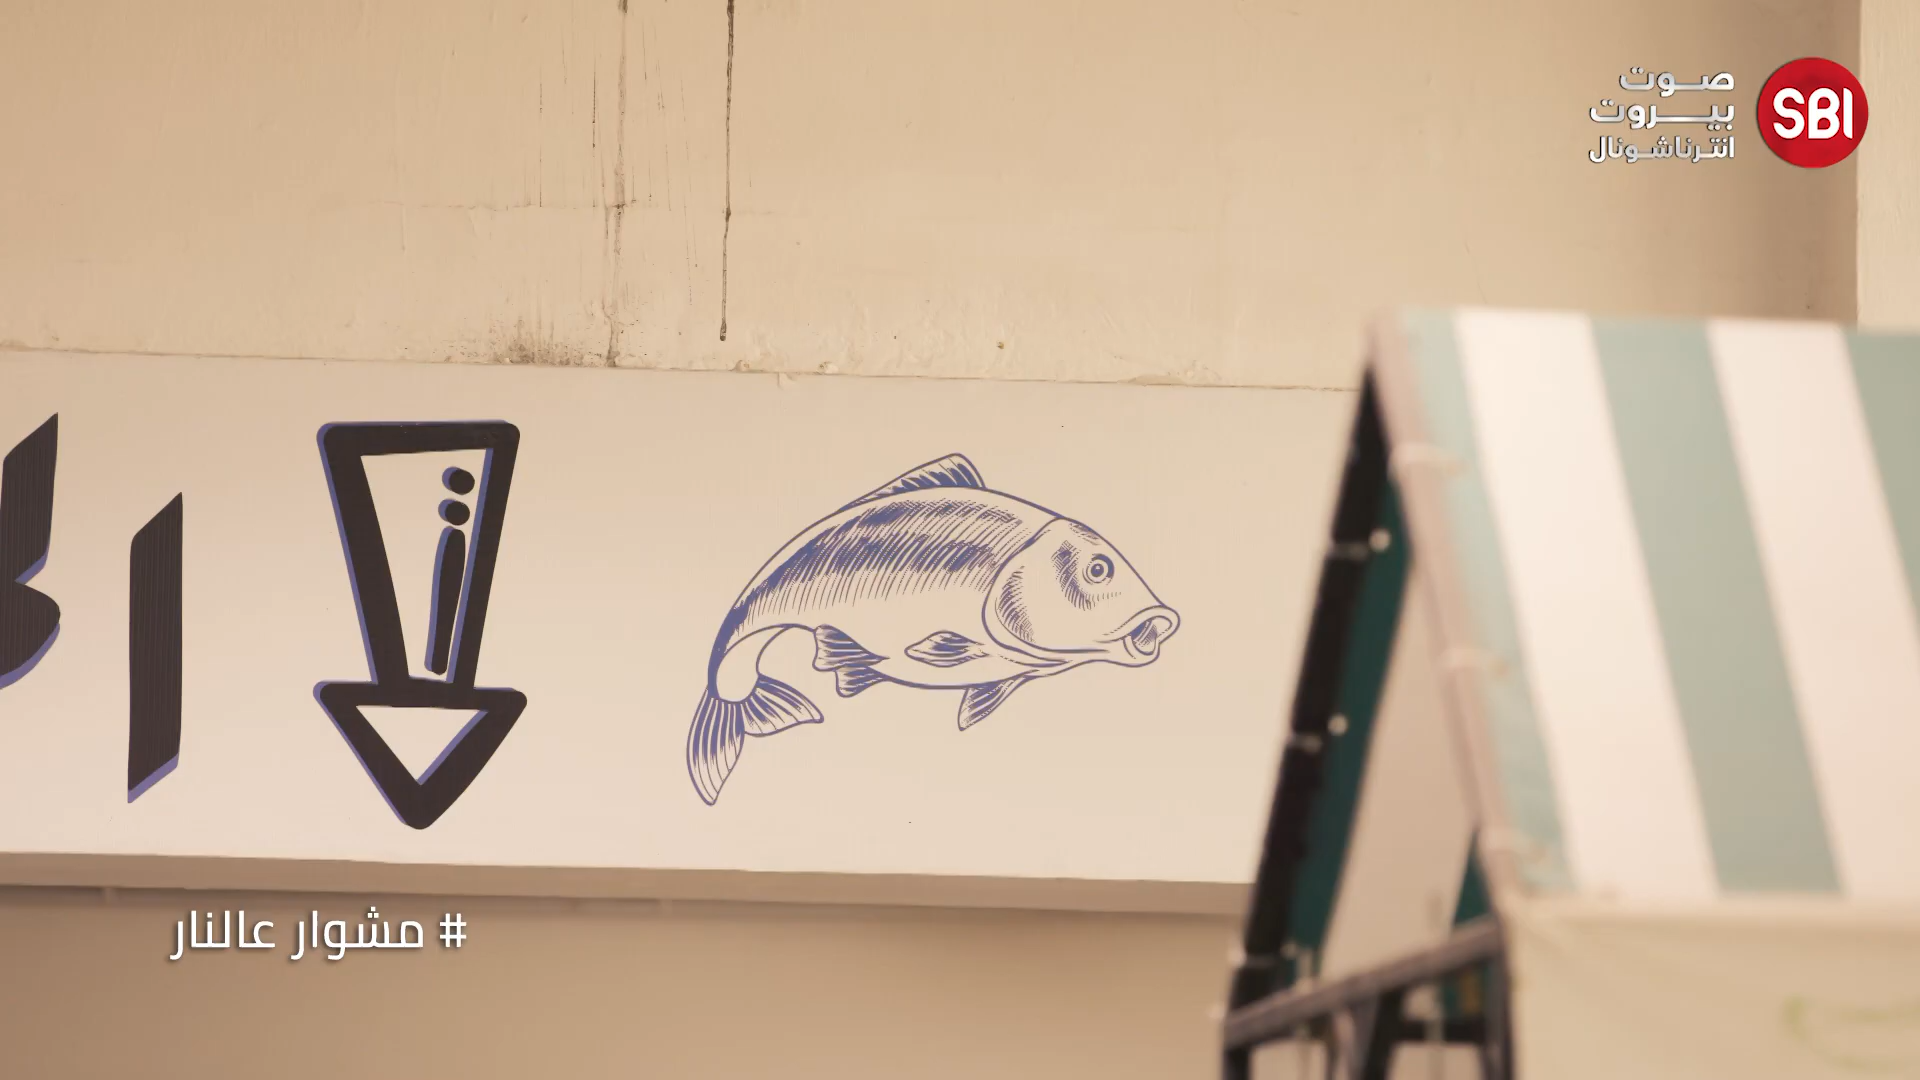 صوت
بيروت
انترناشونال
SBI
# مشوار عالنار